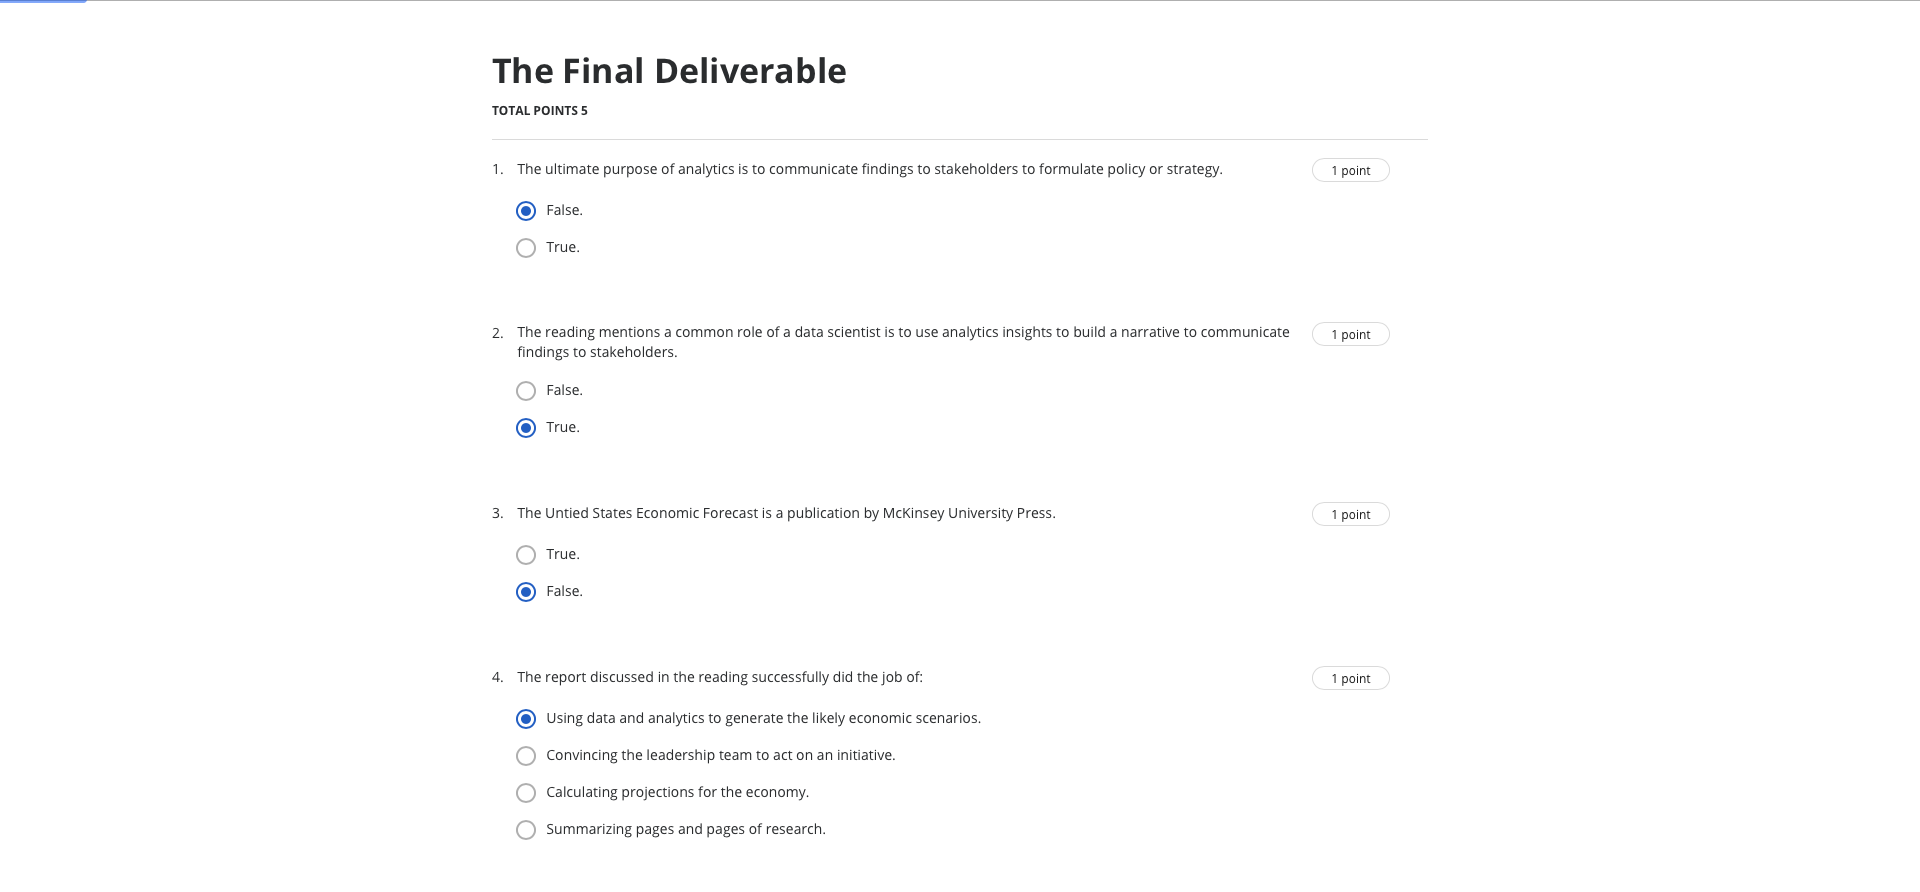 The Final Deliverable
TOTAL POINTS 5
1. The ultimate purpose of analytics is to communicate findings to stakeholders to formulate policy or strategy.
1 point
False.
True.
2. The reading mentions a common role of a data scientist is to use analytics insights to build a narrative to communicate
findings to stakeholders.
1 point
False.
True.
3. The Untied States Economic Forecast is a publication by McKinsey University Press.
1 point
True.
False.
4. The report discussed in the reading successfully did the job of:
1 point
Using data and analytics to generate the likely economic scenarios.
Convincing the leadership team to act on an initiative.
Calculating projections for the economy.
Summarizing pages and pages of research.